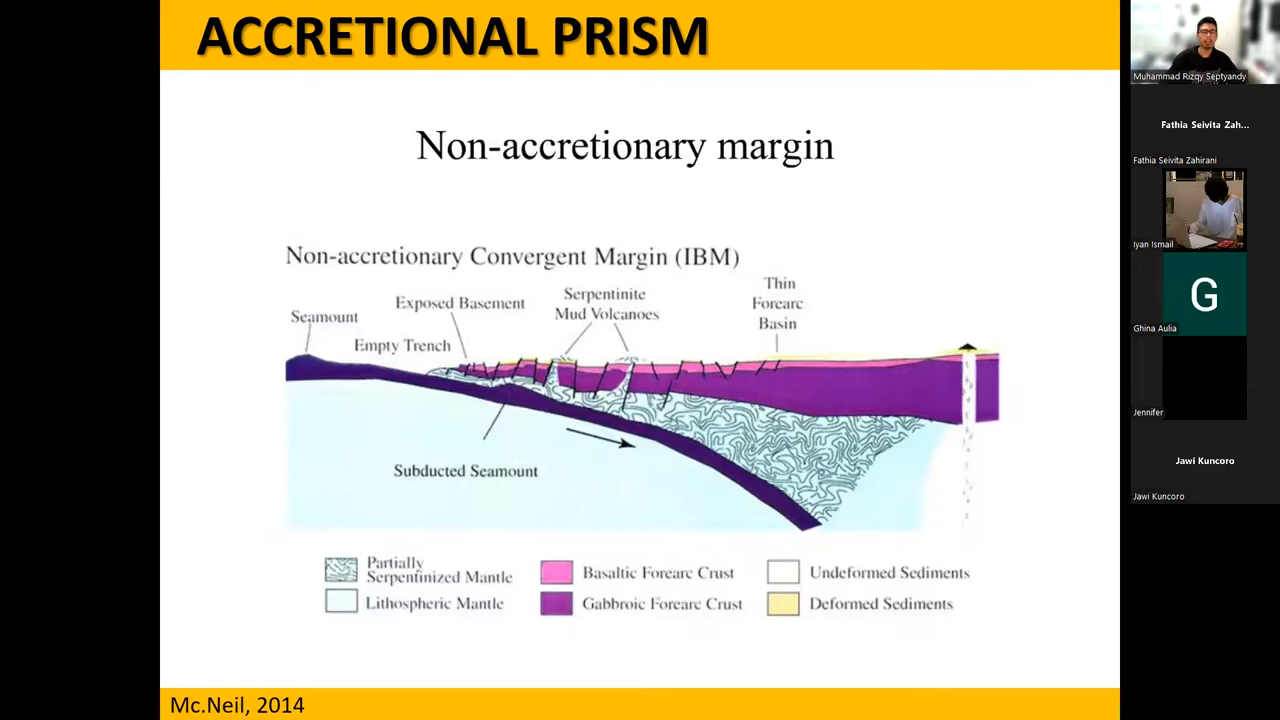 ACCRETIONAL PRISM
Non-accretionary margin
Non-accretionary Convergent Margin (IBM)
Seamount
Empty Trench
Exposed Basement
Serpentinite
Mud Volcanoes
Thin
Forearc
Basin
Subducted Seamount
Partially
Serpentinized Mantle
Lithospheric Mantle
Basaltic Forearc Crust
Gabbroic Forearc Crust
Undeformed Sediments
Deformed Sediments
Mc.Neil, 2014
Muhammad Rizqy Septyandy
Fathia Seivita Zah...
Fathia Seivita Zahirani
Iyan Ismail
G
Ghina Aulia
Jennifer
Jawi Kuncoro
Jawi Kuncoro